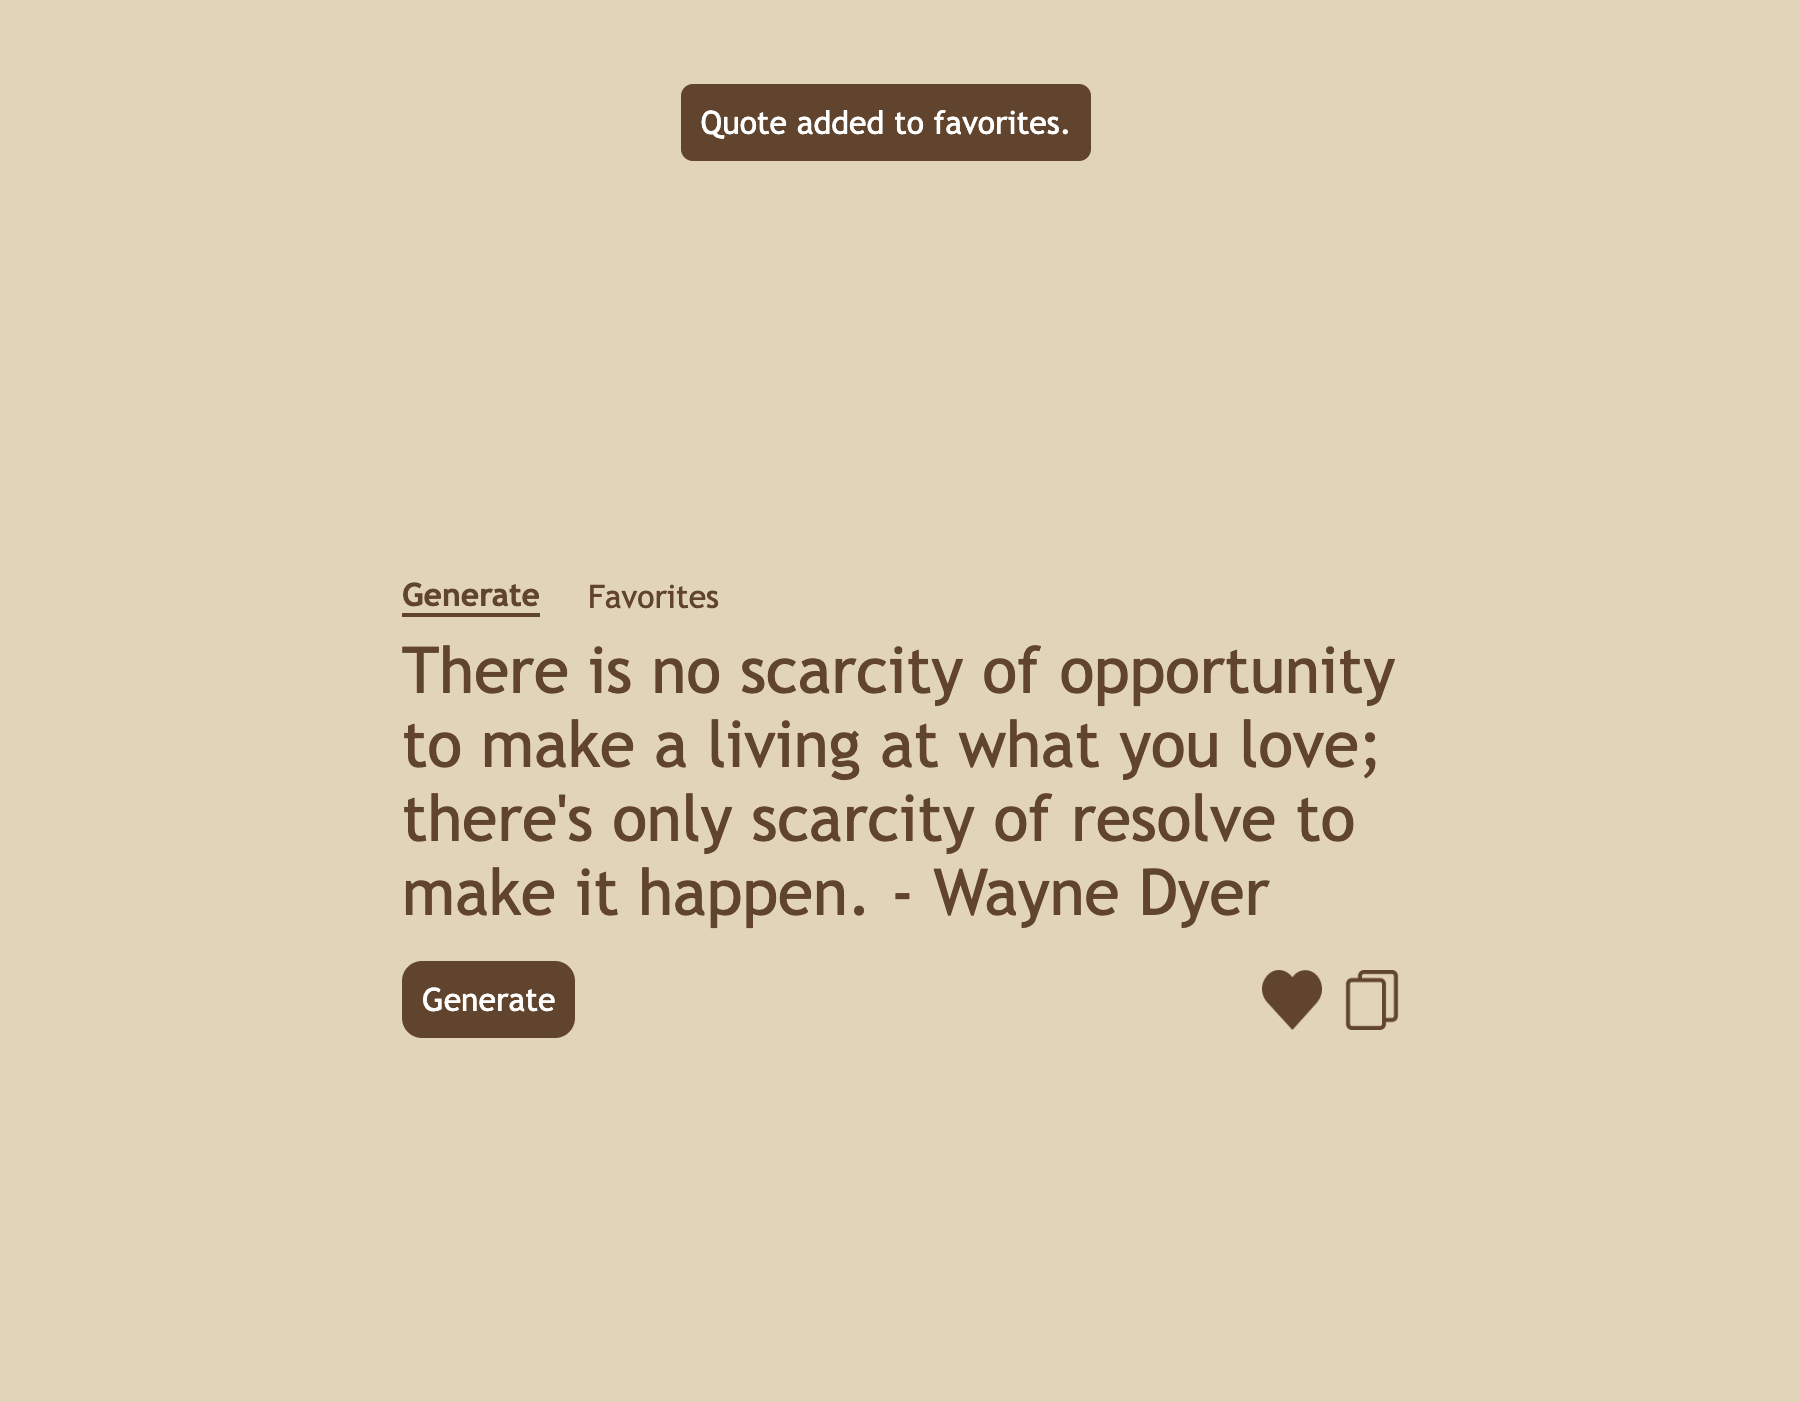 Quote added to favorites.
Generate Favorites
There is no scarcity of opportunity
to make a living at what you love;
there's only scarcity of resolve to
make it happen. - Wayne Dyer
Generate